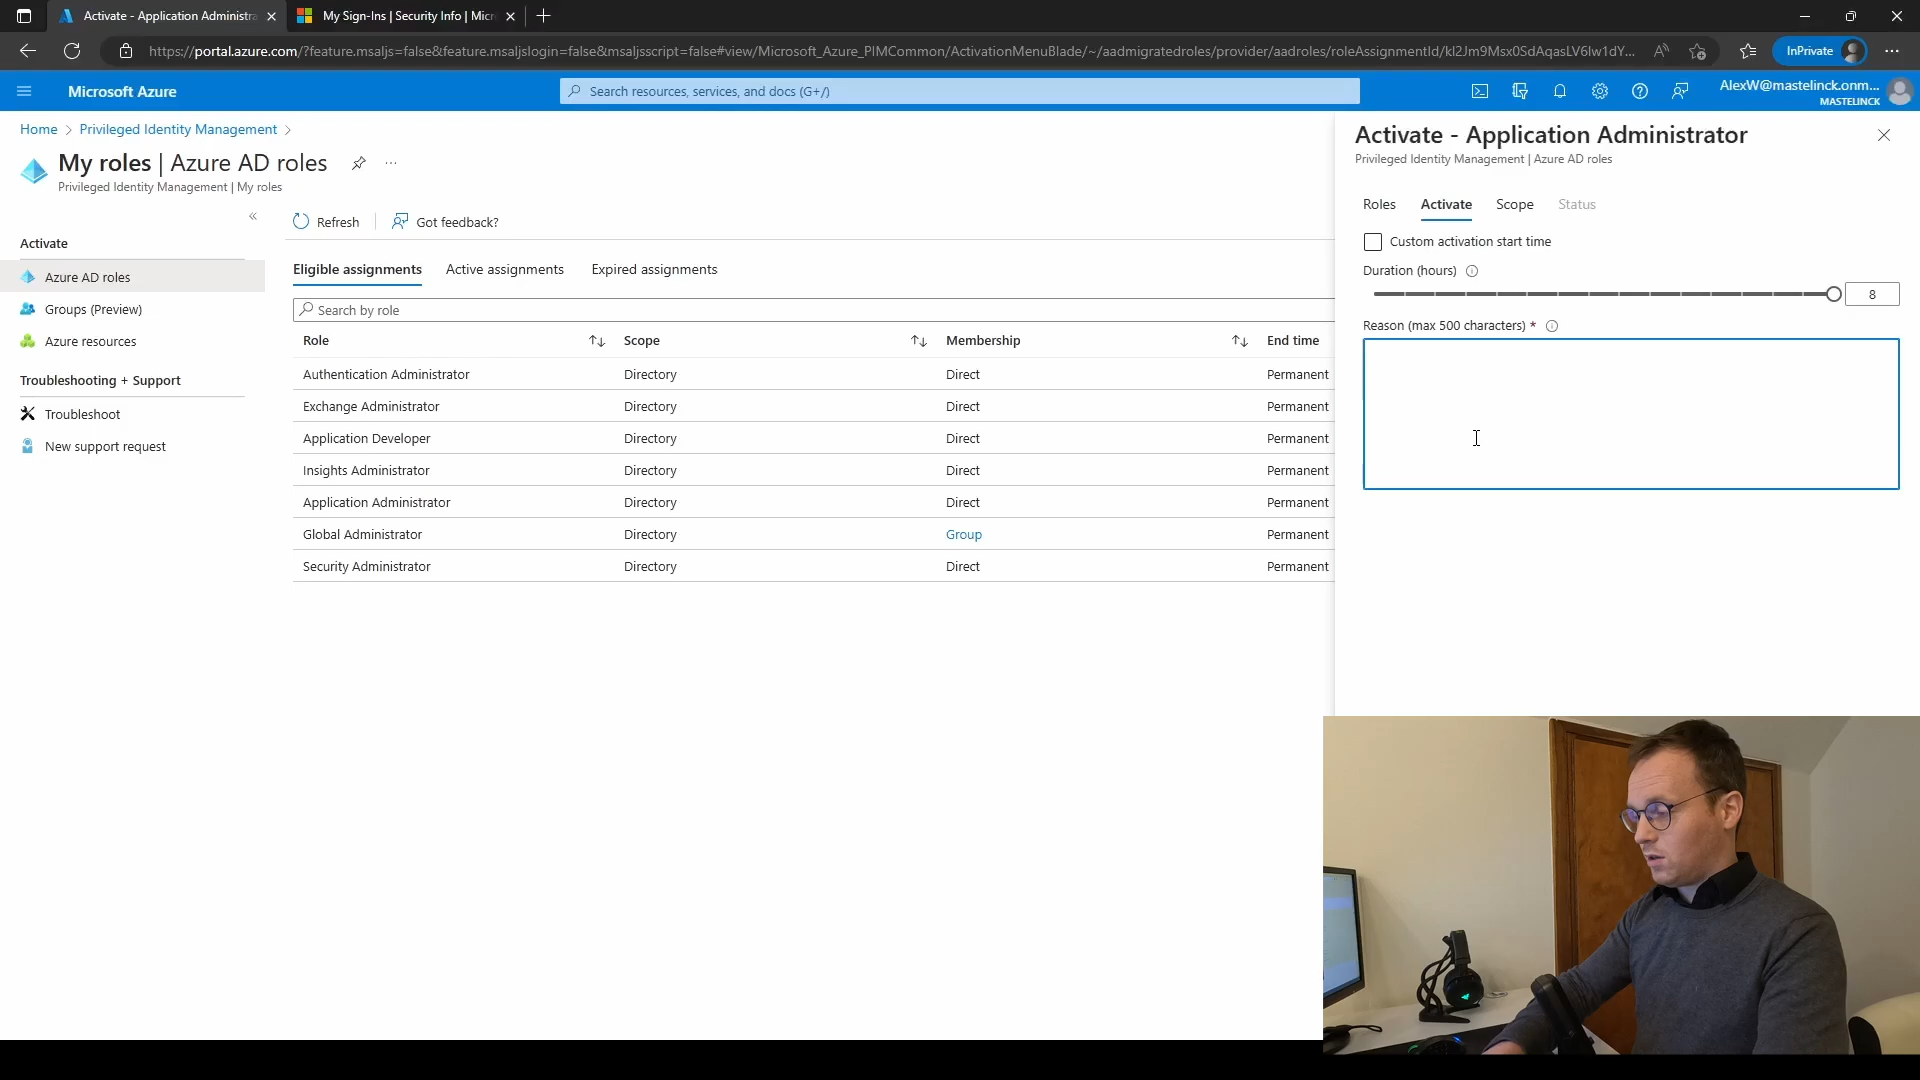 Activate - Application Administra
My Sign-Ins | Security Info | Micr
https://portal.azure.com/?feature.msaljs=false&feature.msaljslogin=false&msaljsscript=false#view/Microsoft_Azure_PIMCommon/ActivationMenuBlade/~/aadmigratedroles/provider/aadroles/roleAssignmentId/kl2Jm9Msx0SdAqasLV6lw1dY...
InPrivate
Microsoft Azure
Search resources, services, and docs (G+/)
AlexW@mastelinck.onm...
MASTELINCK
Home > Privileged Identity Management >
My roles | Azure AD roles
...
Privileged Identity Management | My roles
«
Activate
Azure AD roles
Groups (Preview)
Azure resources
Troubleshooting + Support
Troubleshoot
New support request
Refresh
Got feedback?
Eligible assignments Active assignments Expired assignments
Search by role
Role Scope Membership End time
Authentication Administrator Directory Direct Permanent
Exchange Administrator Directory Direct Permanent
Application Developer Directory Direct Permanent
Insights Administrator Directory Direct Permanent
Application Administrator Directory Direct Permanent
Global Administrator Directory Group Permanent
Security Administrator Directory Direct Permanent
Activate - Application Administrator
Privileged Identity Management | Azure AD roles
Roles Activate Scope Status
Custom activation start time
Duration (hours)
8
Reason (max 500 characters) *